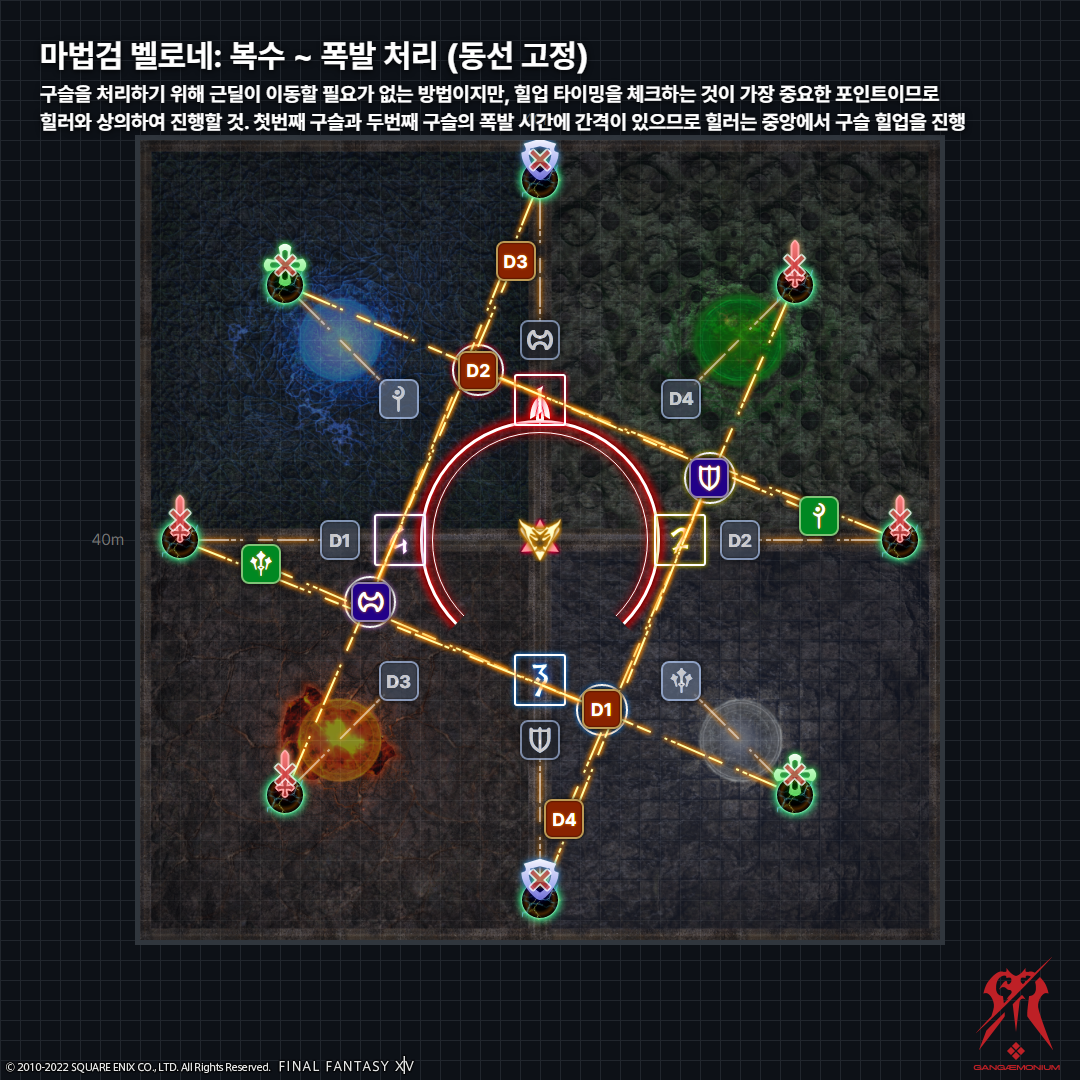 마법검 벨로네: 복수 ~ 폭발 처리 (동선 고정)
구슬을 처리하기 위해 근딜이 이동할 필요가 없는 방법이지만, 힐업 타이밍을 체크하는 것이 가장 중요한 포인트이므로
힐러와 상의하여 진행할 것. 첫번째 구슬과 두번째 구슬의 폭발 시간에 간격이 있으므로 힐러는 중앙에서 구슬 힐업을 진행
D3
D2
D4
40m
D1
1
2
D2
D3
3
D1
D4
© 2010-2022 SQUARE ENIX CO., LTD. All Rights Reserved. FINAL FANTASY XIV
GANGÆMONIUM